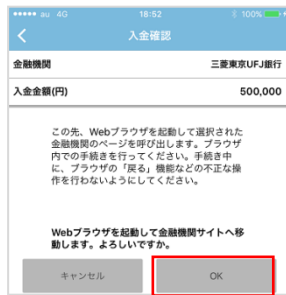 au 4G 16:52 100%
入金確認
金融機関 三菱東京UFJ銀行
入金金額(円) 500,000
この先、Webブラウザを起動して選択された
金融機関のページを呼び出します。ブラウザ
内での手続きを行ってください。手続き中
に、ブラウザの「戻る」機能などの不正な操
作を行わないようにしてください。
Webブラウザを起動して金融機関サイトへ移
動します。よろしいですか。
キャンセル OK